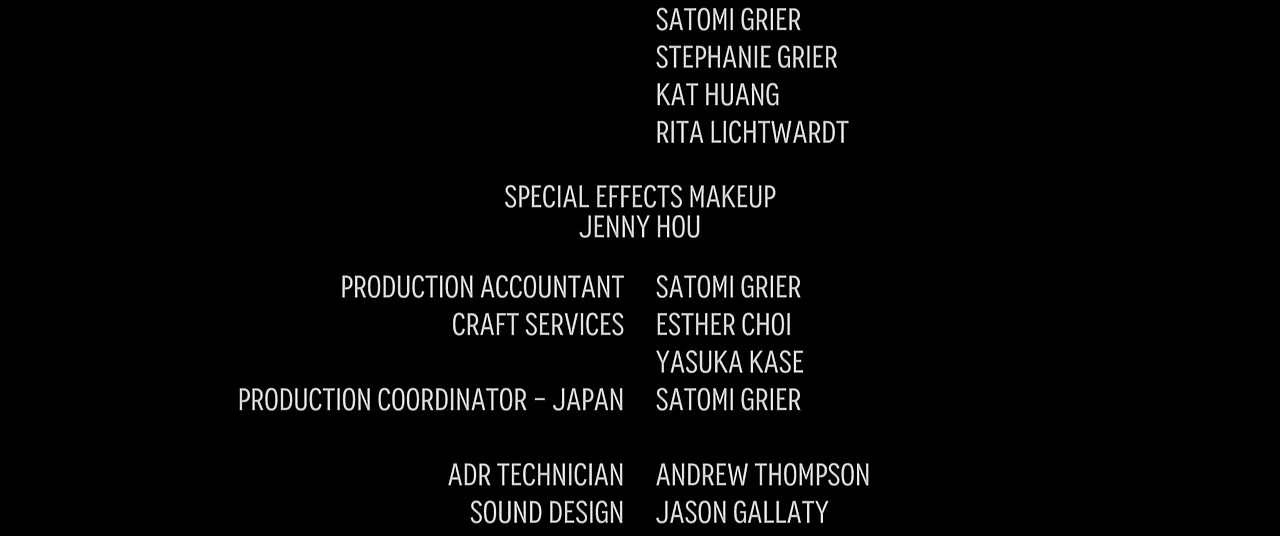 SATOMI GRIER
STEPHANIE GRIER
KAT HUANG
RITA LICHTWARDT
SPECIAL EFFECTS MAKEUP
JENNY HOU
PRODUCTION ACCOUNTANT SATOMI GRIER
CRAFT SERVICES ESTHER CHOI
YASUKA KASE
PRODUCTION COORDINATOR – JAPAN SATOMI GRIER
ADR TECHNICIAN ANDREW THOMPSON
SOUND DESIGN JASON GALLATY